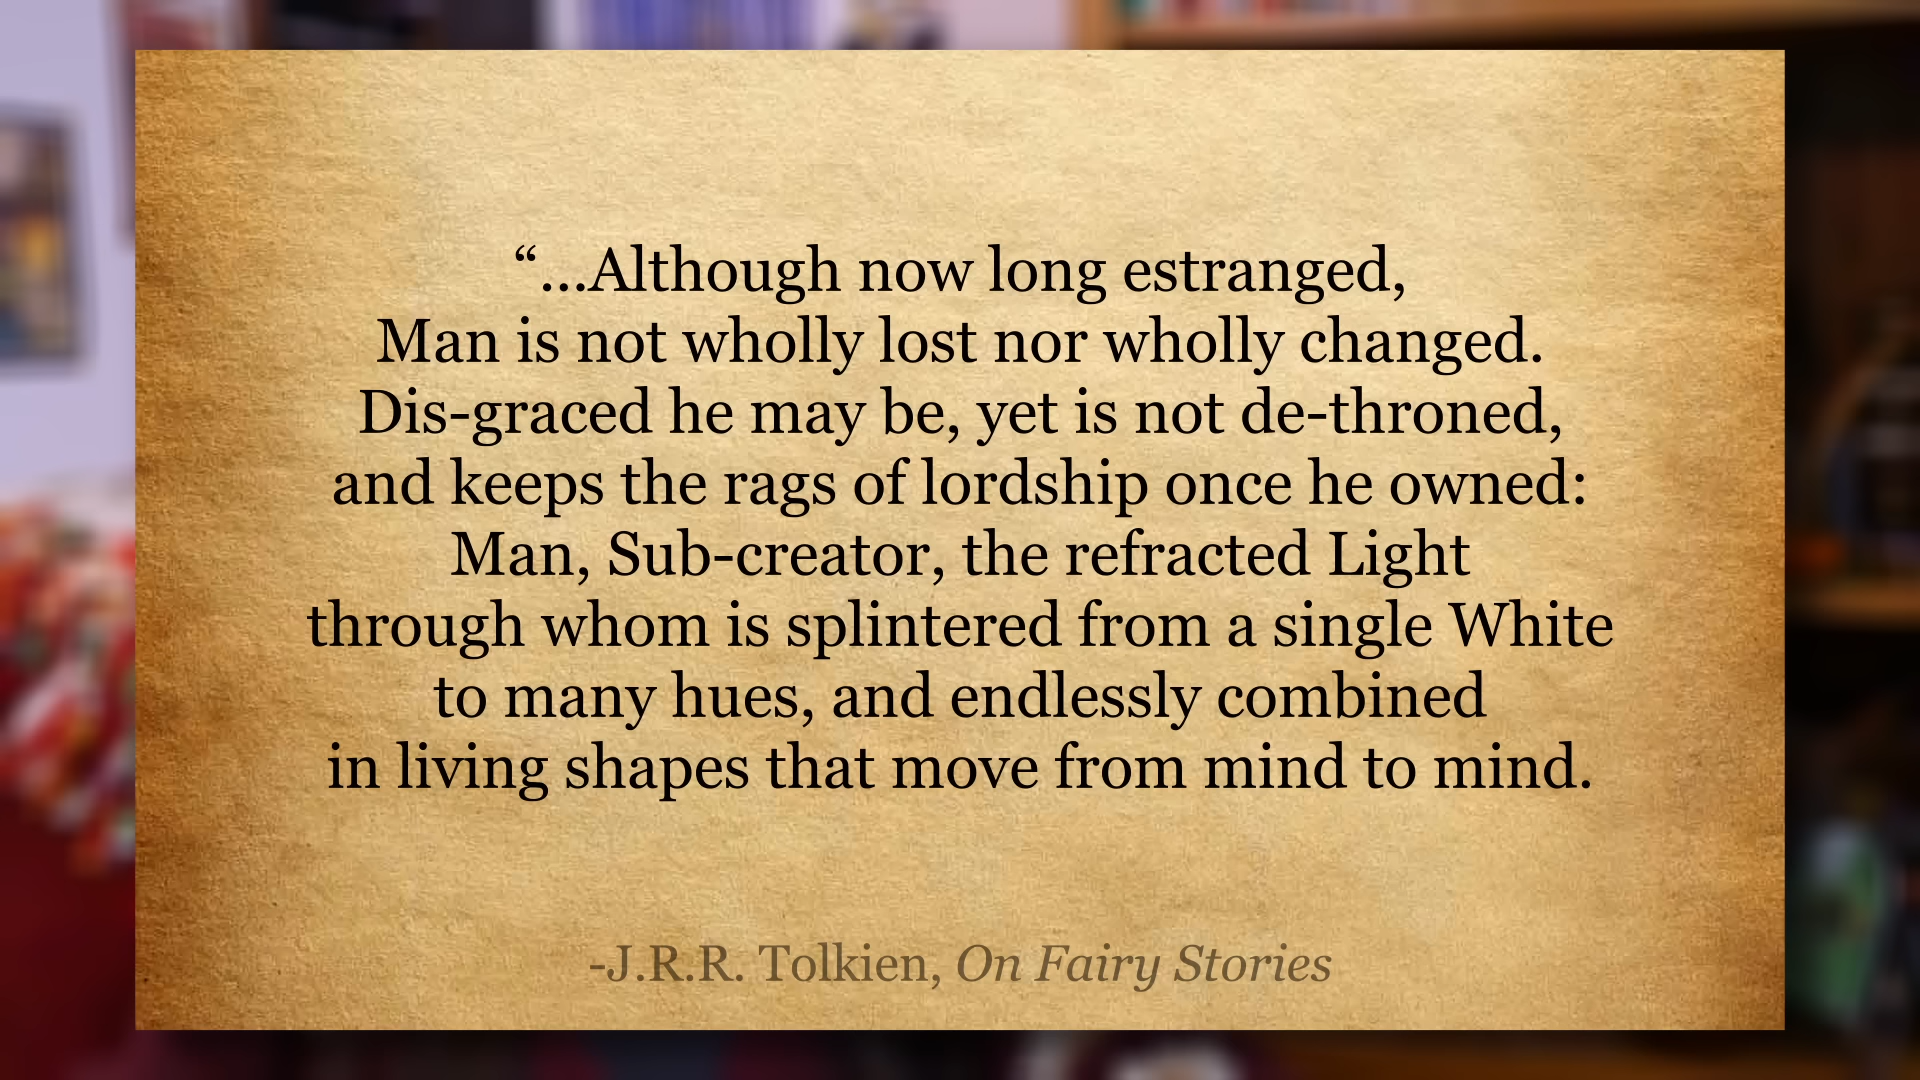 “...Although now long estranged,
Man is not wholly lost nor wholly changed.
Dis-graced he may be, yet is not de-throned,
and keeps the rags of lordship once he owned:
Man, Sub-creator, the refracted Light
through whom is splintered from a single White
to many hues, and endlessly combined
in living shapes that move from mind to mind.
-J.R.R. Tolkien, On Fairy Stories